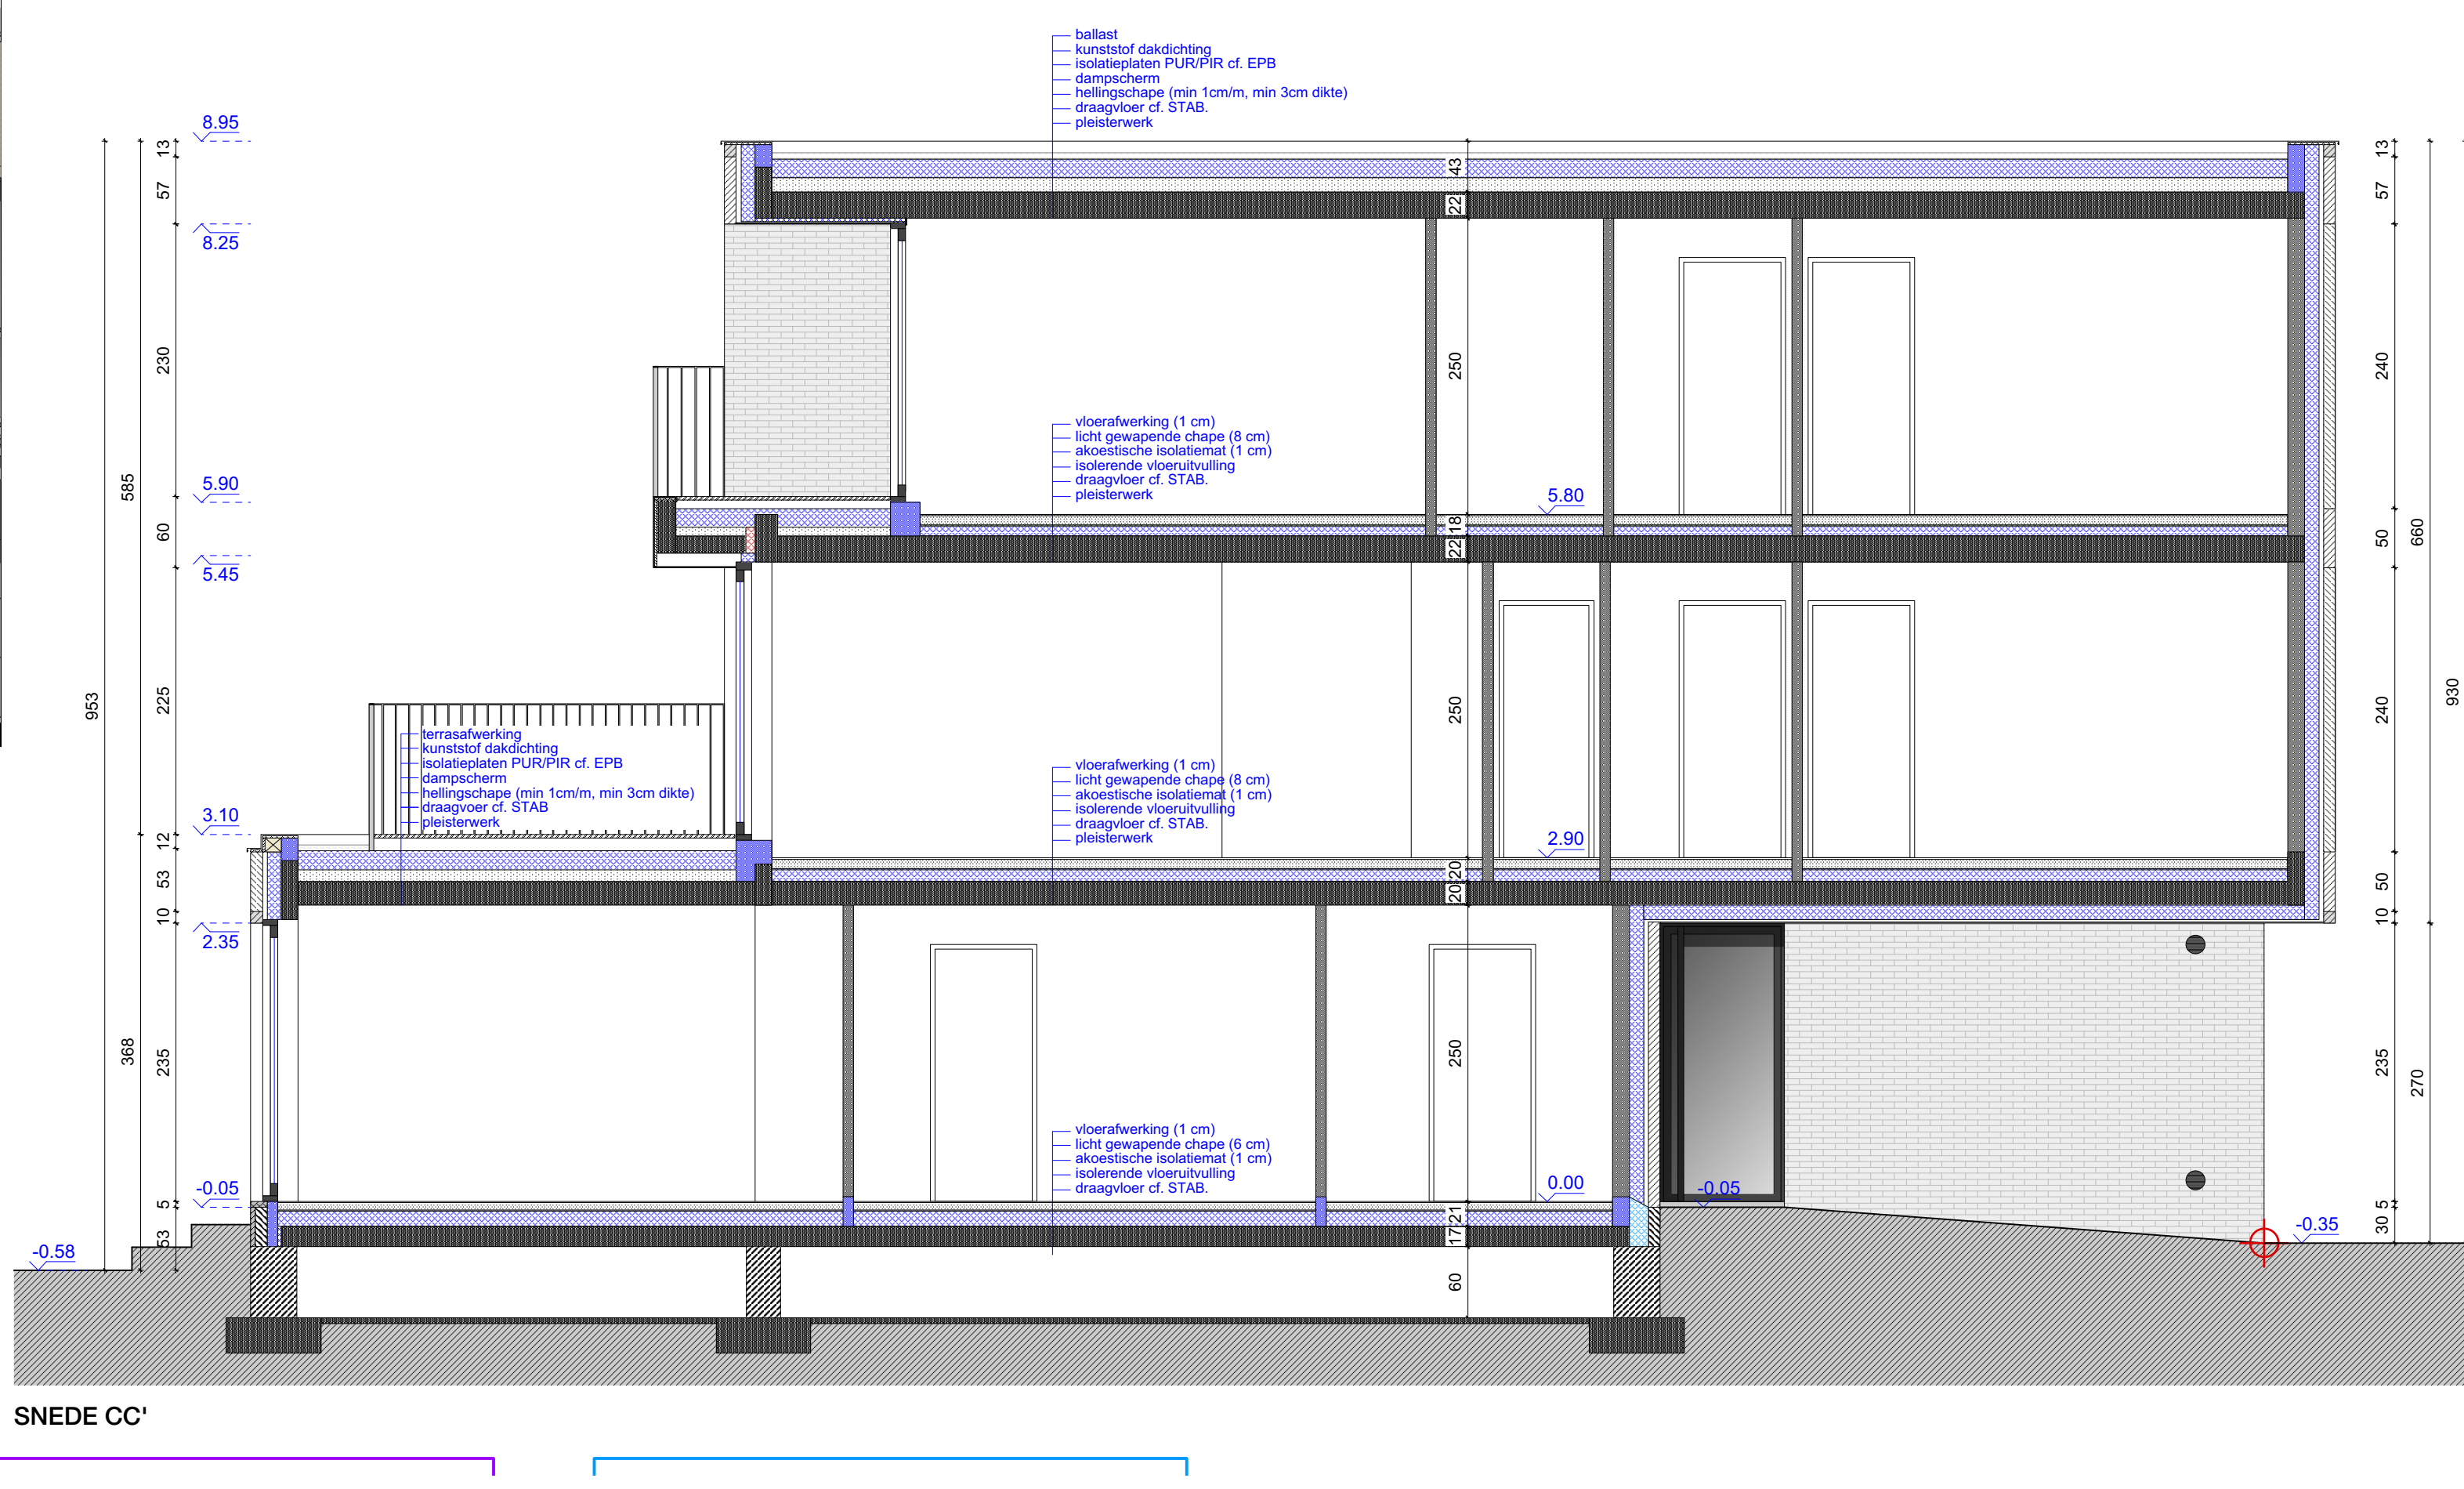 ballast
kunststof dakdichting
isolatieplaten PUR/PIR cf. EPB
dampscherm
hellingschape (min 1cm/m, min 3cm dikte)
draagvloer cf. STAB.
pleisterwerk
8.95
8.25
5.90
5.45
3.10
2.35
-0.05
-0.58
953
585
368
13
57
230
60
225
12
53
10
235
5
53
vloerafwerking (1 cm)
licht gewapende chape (8 cm)
akoestische isolatiemat (1 cm)
isolerende vloeruitvulling
draagvloer cf. STAB.
pleisterwerk
terrasafwerking
kunststof dakdichting
isolatieplaten PUR/PIR cf. EPB
dampscherm
hellingschape (min 1cm/m, min 3cm dikte)
draagvoer cf. STAB
pleisterwerk
vloerafwerking (1 cm)
licht gewapende chape (8 cm)
akoestische isolatiemat (1 cm)
isolerende vloeruitvulling
draagvloer cf. STAB.
pleisterwerk
vloerafwerking (1 cm)
licht gewapende chape (6 cm)
akoestische isolatiemat (1 cm)
isolerende vloeruitvulling
draagvloer cf. STAB.
43
22
250
18
22
250
20
20
250
21
17
60
5.80
2.90
0.00
-0.05
-0.35
13
57
240
50
240
50
10
235
5
30
660
270
930
SNEDE CC'